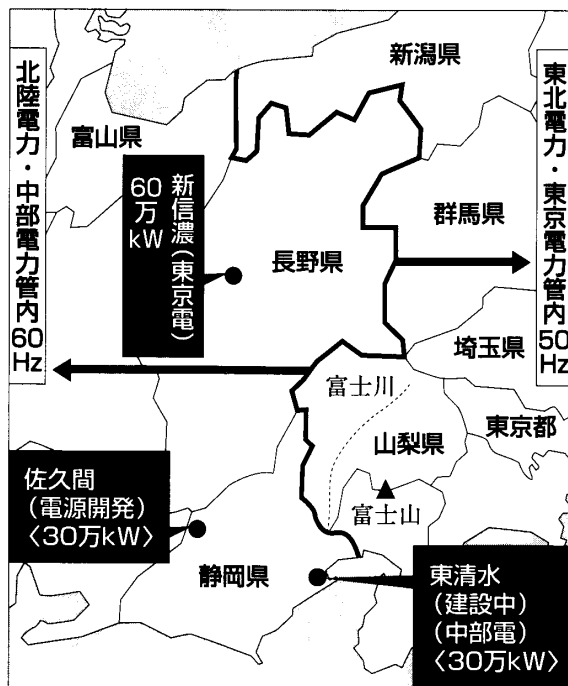 新潟県
北陸電力・中部電力管内60Hz
東北電力・東京電力管内50Hz
富山県
群馬県
新信濃(東京電)
60万kW
長野県
埼玉県
富士川
東京都
山梨県
富士山
佐久間
(電源開発)
〈30万kW〉
静岡県
東清水
(建設中)
(中部電)
〈30万kW〉